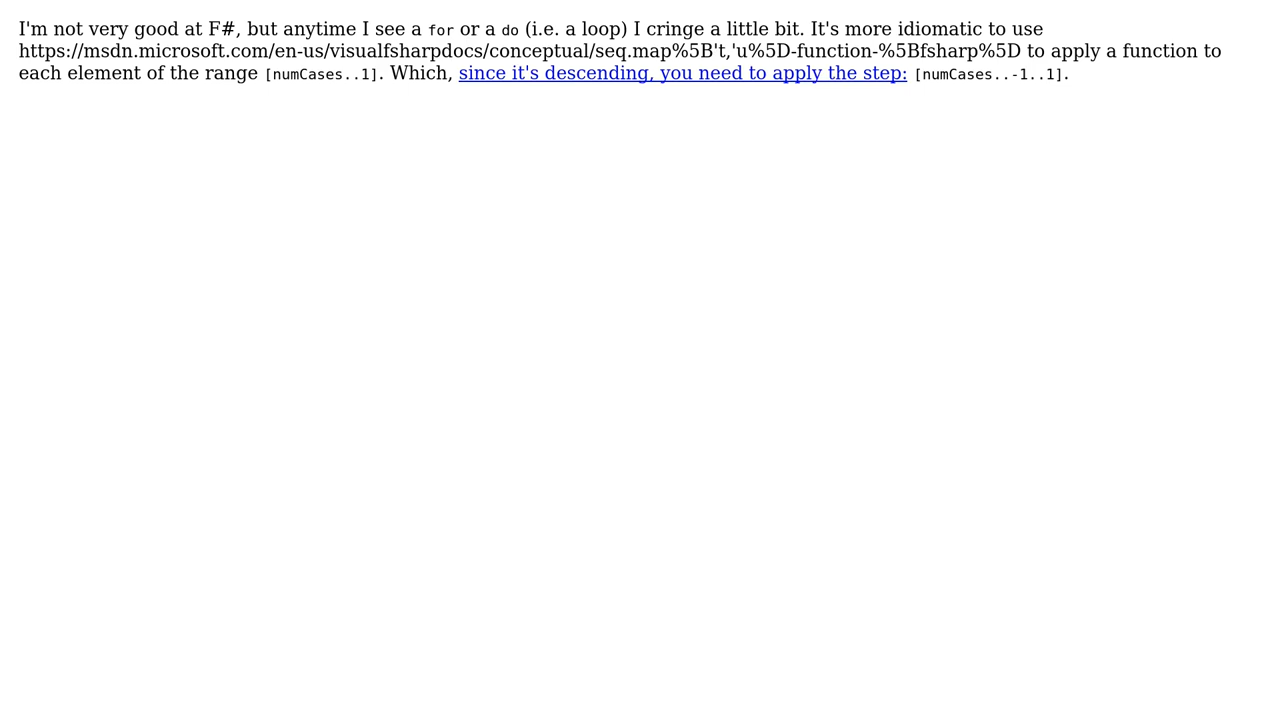 I'm not very good at F#, but anytime I see a for or a do (i.e. a loop) I cringe a little bit. It's more idiomatic to use
https://msdn.microsoft.com/en-us/visualfsharpdocs/conceptual/seq.map%5B't,'u%5D-function-%5Bfsharp%5D to apply a function to
each element of the range [numCases..1]. Which, since it's descending, you need to apply the step: [numCases..-1..1].